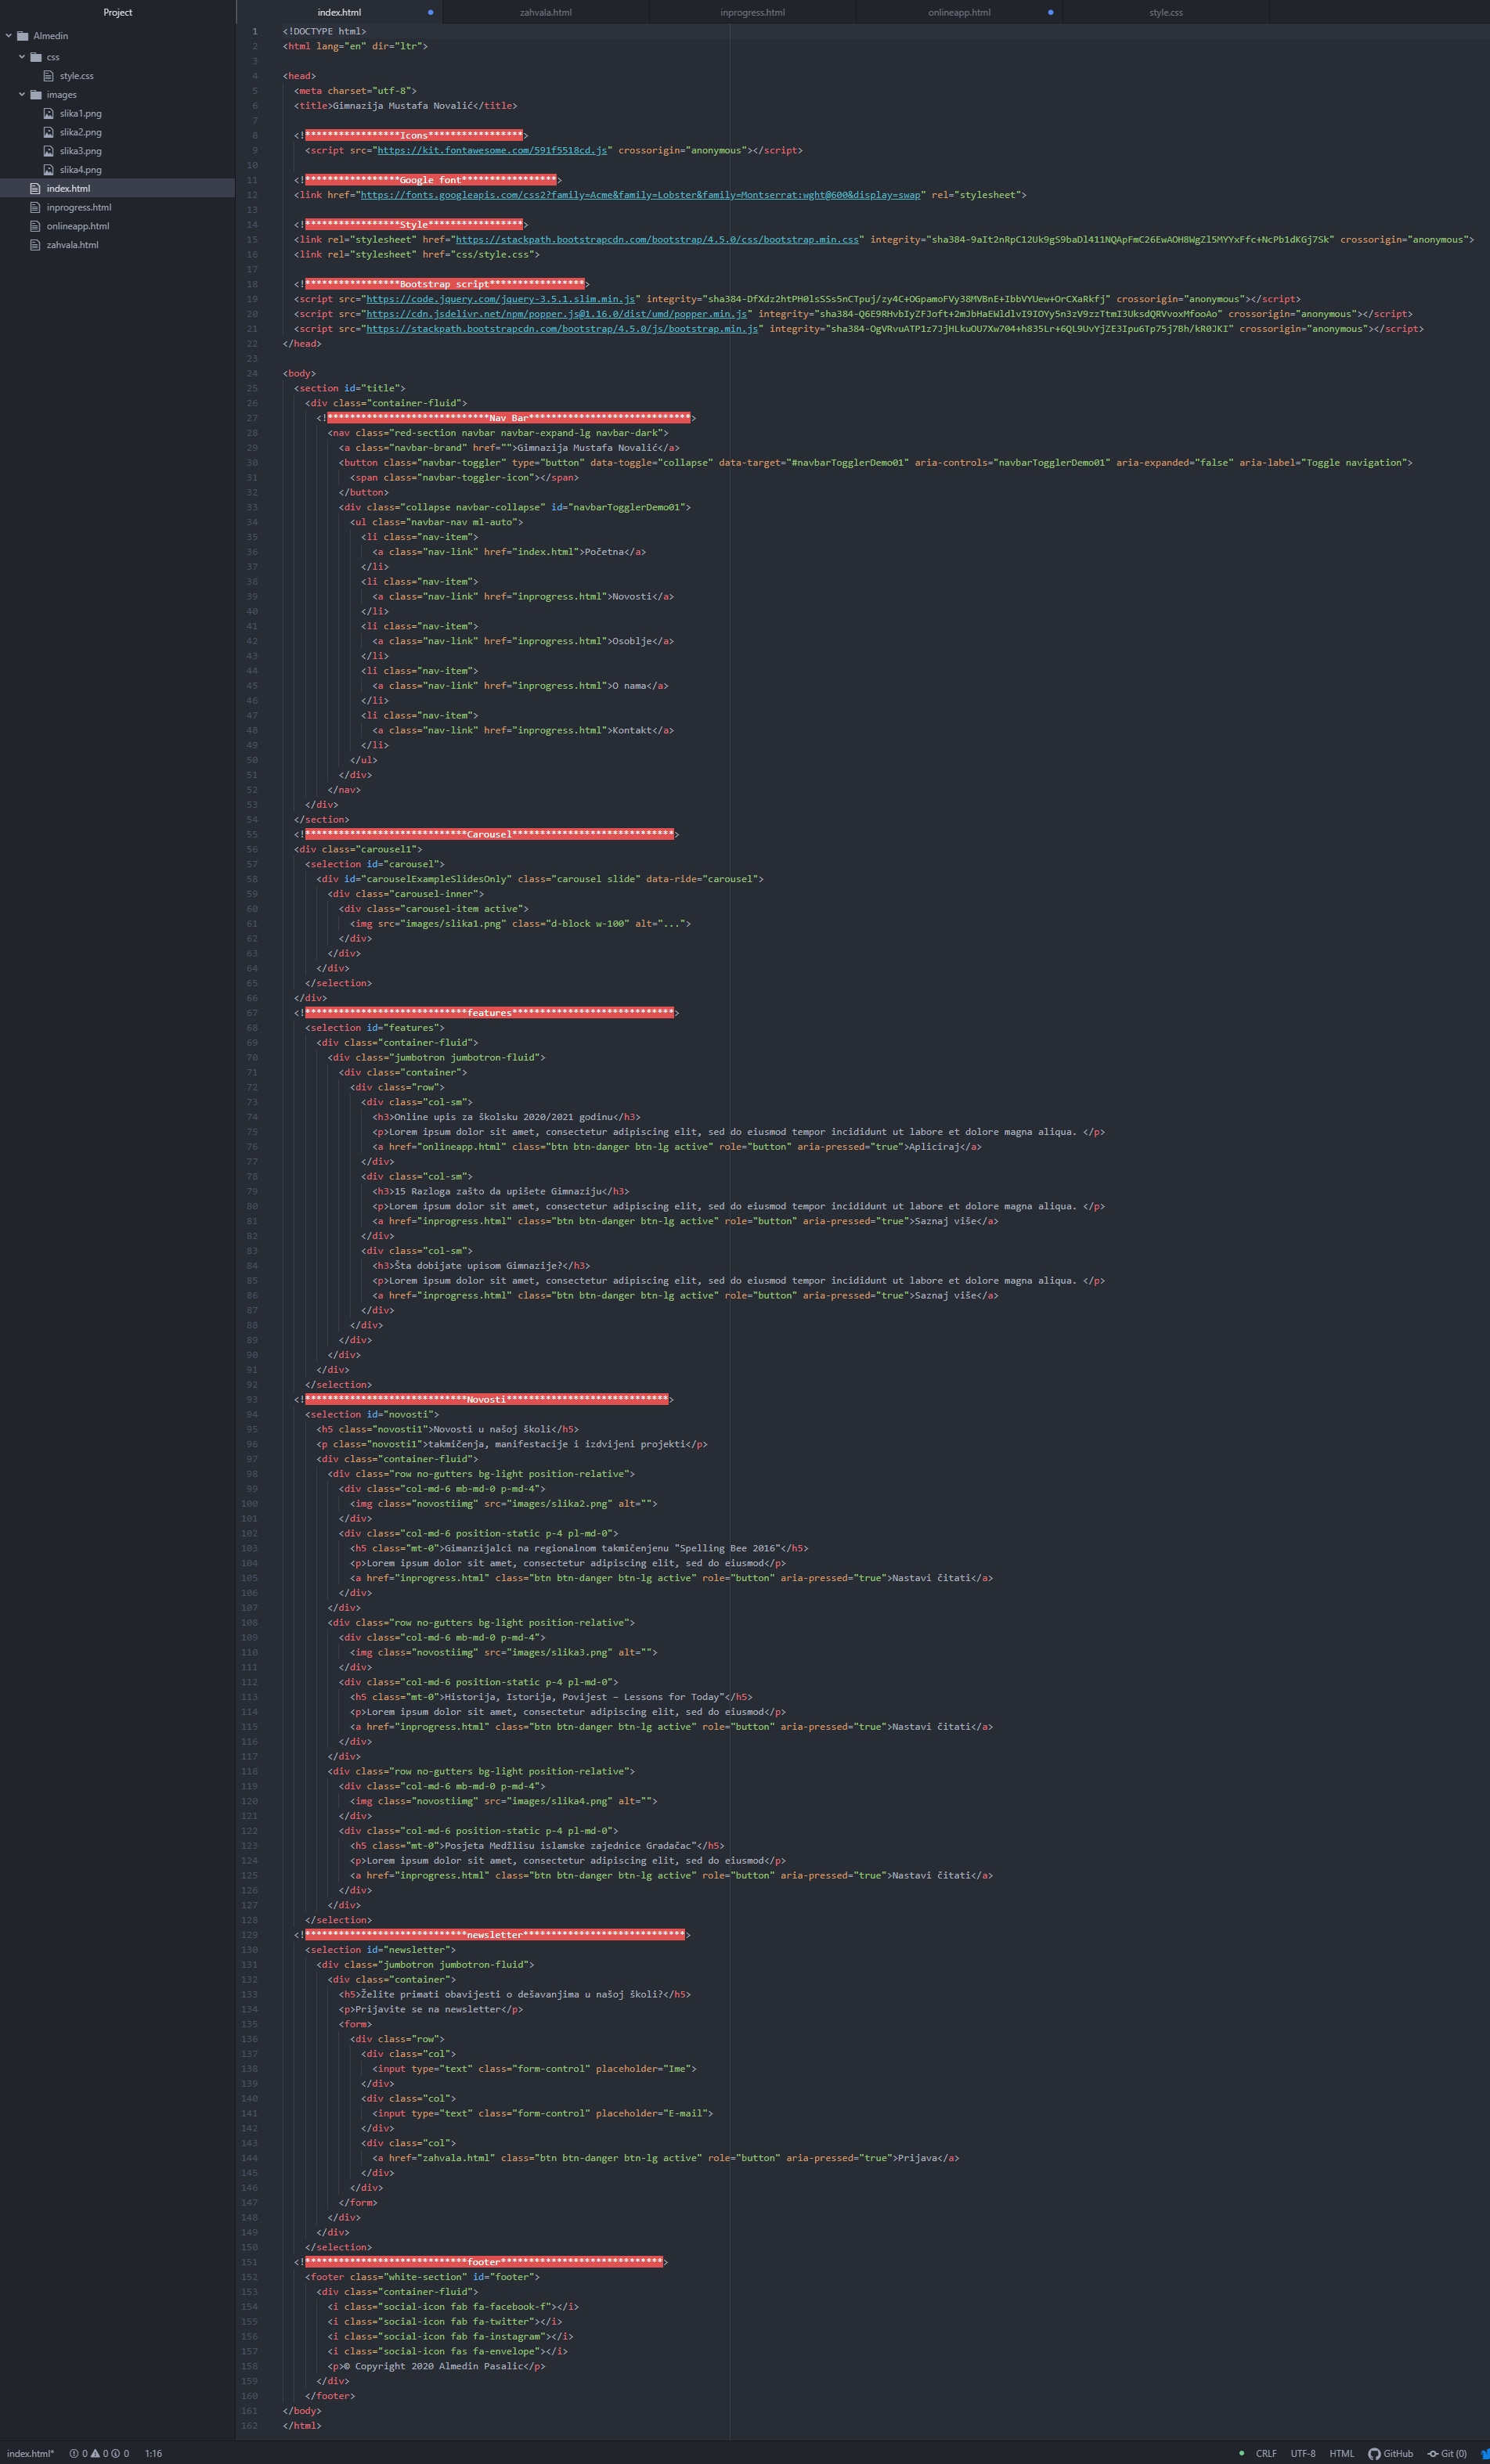 Project
Almedin
css
style.css
images
slika1.png
slika2.png
slika3.png
slika4.png
index.html
inprogress.html
onlineapp.html
zahvala.html
index.html zahvala.html inprogress.html onlineapp.html style.css
1 <!DOCTYPE html>
2 <html lang="en" dir="ltr">
3
4 <head>
5 <meta charset="utf-8">
6 <title>Gimnazija Mustafa Novalić</title>
7
8 <!*****************Icons*****************>
9 <script src="https://kit.fontawesome.com/591f5518cd.js" crossorigin="anonymous"></script>
10
11 <!*****************Google font*****************>
12 <link href="https://fonts.googleapis.com/css2?family=Acme&family=Lobster&family=Montserrat:wght@600&display=swap" rel="stylesheet">
13
14 <!*****************Style*****************>
15 <link rel="stylesheet" href="https://stackpath.bootstrapcdn.com/bootstrap/4.5.0/css/bootstrap.min.css" integrity="sha384-9aIt2nRpC12Uk9gS9baDl411NQApFmC26EwAOH8WgZl5MYYxFfc+NcPb1dKGj7Sk" crossorigin="anonymous">
16 <link rel="stylesheet" href="css/style.css">
17
18 <!*****************Bootstrap script*****************>
19 <script src="https://code.jquery.com/jquery-3.5.1.slim.min.js" integrity="sha384-DfXdz2htPH0lsSSs5nCTpuj/zy4C+OGpamoFVy38MVBnE+IbbVYUew+OrCXaRkfj" crossorigin="anonymous"></script>
20 <script src="https://cdn.jsdelivr.net/npm/popper.js@1.16.0/dist/umd/popper.min.js" integrity="sha384-Q6E9RHvbIyZFJoft+2mJbHaEWldlvI9IOYy5n3zV9zzTtmI3UksdQRVvoxMfooAo" crossorigin="anonymous"></script>
21 <script src="https://stackpath.bootstrapcdn.com/bootstrap/4.5.0/js/bootstrap.min.js" integrity="sha384-OgVRvuATP1z7JjHLkuOU7Xw704+h835Lr+6QL9UvYjZE3Ipu6Tp75j7Bh/kR0JKI" crossorigin="anonymous"></script>
22 </head>
23
24 <body>
25 <section id="title">
26 <div class="container-fluid">
27 <!*****************************Nav Bar*****************************>
28 <nav class="red-section navbar navbar-expand-lg navbar-dark">
29 <a class="navbar-brand" href="">Gimnazija Mustafa Novalić</a>
30 <button class="navbar-toggler" type="button" data-toggle="collapse" data-target="#navbarTogglerDemo01" aria-controls="navbarTogglerDemo01" aria-expanded="false" aria-label="Toggle navigation">
31 <span class="navbar-toggler-icon"></span>
32 </button>
33 <div class="collapse navbar-collapse" id="navbarTogglerDemo01">
34 <ul class="navbar-nav ml-auto">
35 <li class="nav-item">
36 <a class="nav-link" href="index.html">Početna</a>
37 </li>
38 <li class="nav-item">
39 <a class="nav-link" href="inprogress.html">Novosti</a>
40 </li>
41 <li class="nav-item">
42 <a class="nav-link" href="inprogress.html">Osoblje</a>
43 </li>
44 <li class="nav-item">
45 <a class="nav-link" href="inprogress.html">O nama</a>
46 </li>
47 <li class="nav-item">
48 <a class="nav-link" href="inprogress.html">Kontakt</a>
49 </li>
50 </ul>
51 </div>
52 </nav>
53 </div>
54 </section>
55 <!*****************************Carousel*****************************>
56 <div class="carousel1">
57 <selection id="carousel">
58 <div id="carouselExampleSlidesOnly" class="carousel slide" data-ride="carousel">
59 <div class="carousel-inner">
60 <div class="carousel-item active">
61 <img src="images/slika1.png" class="d-block w-100" alt="...">
62 </div>
63 </div>
64 </div>
65 </selection>
66 </div>
67 <!*****************************features*****************************>
68 <selection id="features">
69 <div class="container-fluid">
70 <div class="jumbotron jumbotron-fluid">
71 <div class="container">
72 <div class="row">
73 <div class="col-sm">
74 <h3>Online upis za školsku 2020/2021 godinu</h3>
75 <p>Lorem ipsum dolor sit amet, consectetur adipiscing elit, sed do eiusmod tempor incididunt ut labore et dolore magna aliqua. </p>
76 <a href="onlineapp.html" class="btn btn-danger btn-lg active" role="button" aria-pressed="true">Apliciraj</a>
77 </div>
78 <div class="col-sm">
79 <h3>15 Razloga zašto da upišete Gimnaziju</h3>
80 <p>Lorem ipsum dolor sit amet, consectetur adipiscing elit, sed do eiusmod tempor incididunt ut labore et dolore magna aliqua. </p>
81 <a href="inprogress.html" class="btn btn-danger btn-lg active" role="button" aria-pressed="true">Saznaj više</a>
82 </div>
83 <div class="col-sm">
84 <h3>Šta dobijate upisom Gimnazije?</h3>
85 <p>Lorem ipsum dolor sit amet, consectetur adipiscing elit, sed do eiusmod tempor incididunt ut labore et dolore magna aliqua. </p>
86 <a href="inprogress.html" class="btn btn-danger btn-lg active" role="button" aria-pressed="true">Saznaj više</a>
87 </div>
88 </div>
89 </div>
90 </div>
91 </div>
92 </selection>
93 <!*****************************Novosti*****************************>
94 <selection id="novosti">
95 <h5 class="novosti1">Novosti u našoj školi</h5>
96 <p class="novosti1">takmičenja, manifestacije i izdvijeni projekti</p>
97 <div class="container-fluid">
98 <div class="row no-gutters bg-light position-relative">
99 <div class="col-md-6 mb-md-0 p-md-4">
100 <img class="novostiimg" src="images/slika2.png" alt="">
101 </div>
102 <div class="col-md-6 position-static p-4 pl-md-0">
103 <h5 class="mt-0">Gimanzijalci na regionalnom takmičenjenu "Spelling Bee 2016"</h5>
104 <p>Lorem ipsum dolor sit amet, consectetur adipiscing elit, sed do eiusmod</p>
105 <a href="inprogress.html" class="btn btn-danger btn-lg active" role="button" aria-pressed="true">Nastavi čitati</a>
106 </div>
107 </div>
108 <div class="row no-gutters bg-light position-relative">
109 <div class="col-md-6 mb-md-0 p-md-4">
110 <img class="novostiimg" src="images/slika3.png" alt="">
111 </div>
112 <div class="col-md-6 position-static p-4 pl-md-0">
113 <h5 class="mt-0">Historija, Istorija, Povijest – Lessons for Today"</h5>
114 <p>Lorem ipsum dolor sit amet, consectetur adipiscing elit, sed do eiusmod</p>
115 <a href="inprogress.html" class="btn btn-danger btn-lg active" role="button" aria-pressed="true">Nastavi čitati</a>
116 </div>
117 </div>
118 <div class="row no-gutters bg-light position-relative">
119 <div class="col-md-6 mb-md-0 p-md-4">
120 <img class="novostiimg" src="images/slika4.png" alt="">
121 </div>
122 <div class="col-md-6 position-static p-4 pl-md-0">
123 <h5 class="mt-0">Posjeta Medžlisu islamske zajednice Gradačac"</h5>
124 <p>Lorem ipsum dolor sit amet, consectetur adipiscing elit, sed do eiusmod</p>
125 <a href="inprogress.html" class="btn btn-danger btn-lg active" role="button" aria-pressed="true">Nastavi čitati</a>
126 </div>
127 </div>
128 </selection>
129 <!*****************************newsletter*****************************>
130 <selection id="newsletter">
131 <div class="jumbotron jumbotron-fluid">
132 <div class="container">
133 <h5>Želite primati obavijesti o dešavanjima u našoj školi?</h5>
134 <p>Prijavite se na newsletter</p>
135 <form>
136 <div class="row">
137 <div class="col">
138 <input type="text" class="form-control" placeholder="Ime">
139 </div>
140 <div class="col">
141 <input type="text" class="form-control" placeholder="E-mail">
142 </div>
143 <div class="col">
144 <a href="zahvala.html" class="btn btn-danger btn-lg active" role="button" aria-pressed="true">Prijava</a>
145 </div>
146 </div>
147 </form>
148 </div>
149 </div>
150 </selection>
151 <!*****************************footer*****************************>
152 <footer class="white-section" id="footer">
153 <div class="container-fluid">
154 <i class="social-icon fab fa-facebook-f"></i>
155 <i class="social-icon fab fa-twitter"></i>
156 <i class="social-icon fab fa-instagram"></i>
157 <i class="social-icon fas fa-envelope"></i>
158 <p>© Copyright 2020 Almedin Pasalic</p>
159 </div>
160 </footer>
161 </body>
162 </html>
index.html* 0 0 0 1:16 CRLF UTF-8 HTML GitHub Git (0)